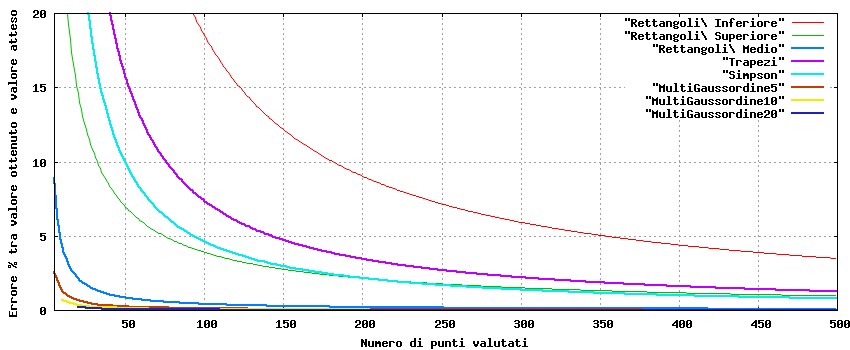 Errore % tra valore ottenuto e valore atteso
20
15
10
5
0
"Rettangoli\ Inferiore"
"Rettangoli\ Superiore"
"Rettangoli\ Medio"
"Trapezi"
"Simpson"
"MultiGaussordine5"
"MultiGaussordine10"
"MultiGaussordine20"
50 100 150 200 250 300 350 400 450 500
Numero di punti valutati